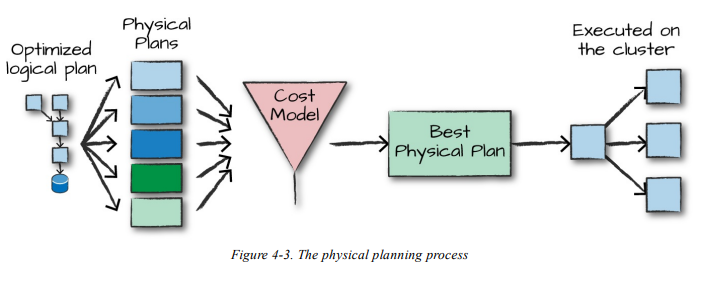 Optimized
logical plan
Physical
Plans
Cost
Model
Best
Physical Plan
Executed on
the cluster
Figure 4-3. The physical planning process